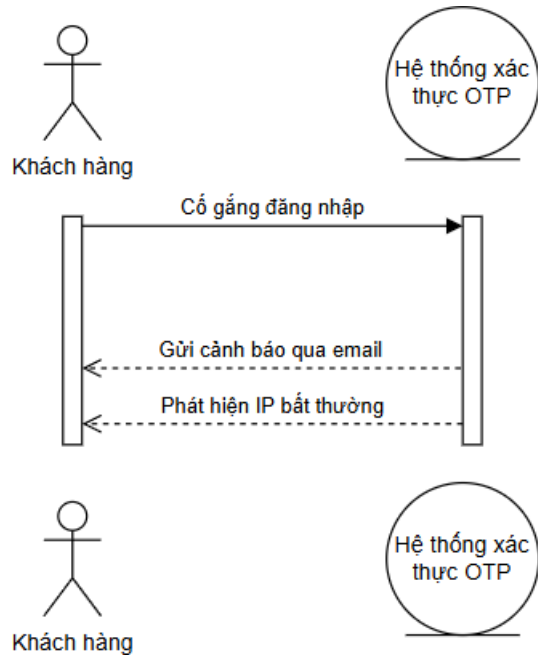 Hệ thống xác
thực OTP
Khách hàng
Cố gắng đăng nhập
Gửi cảnh báo qua email
Phát hiện IP bất thường
Hệ thống xác
thực OTP
Khách hàng